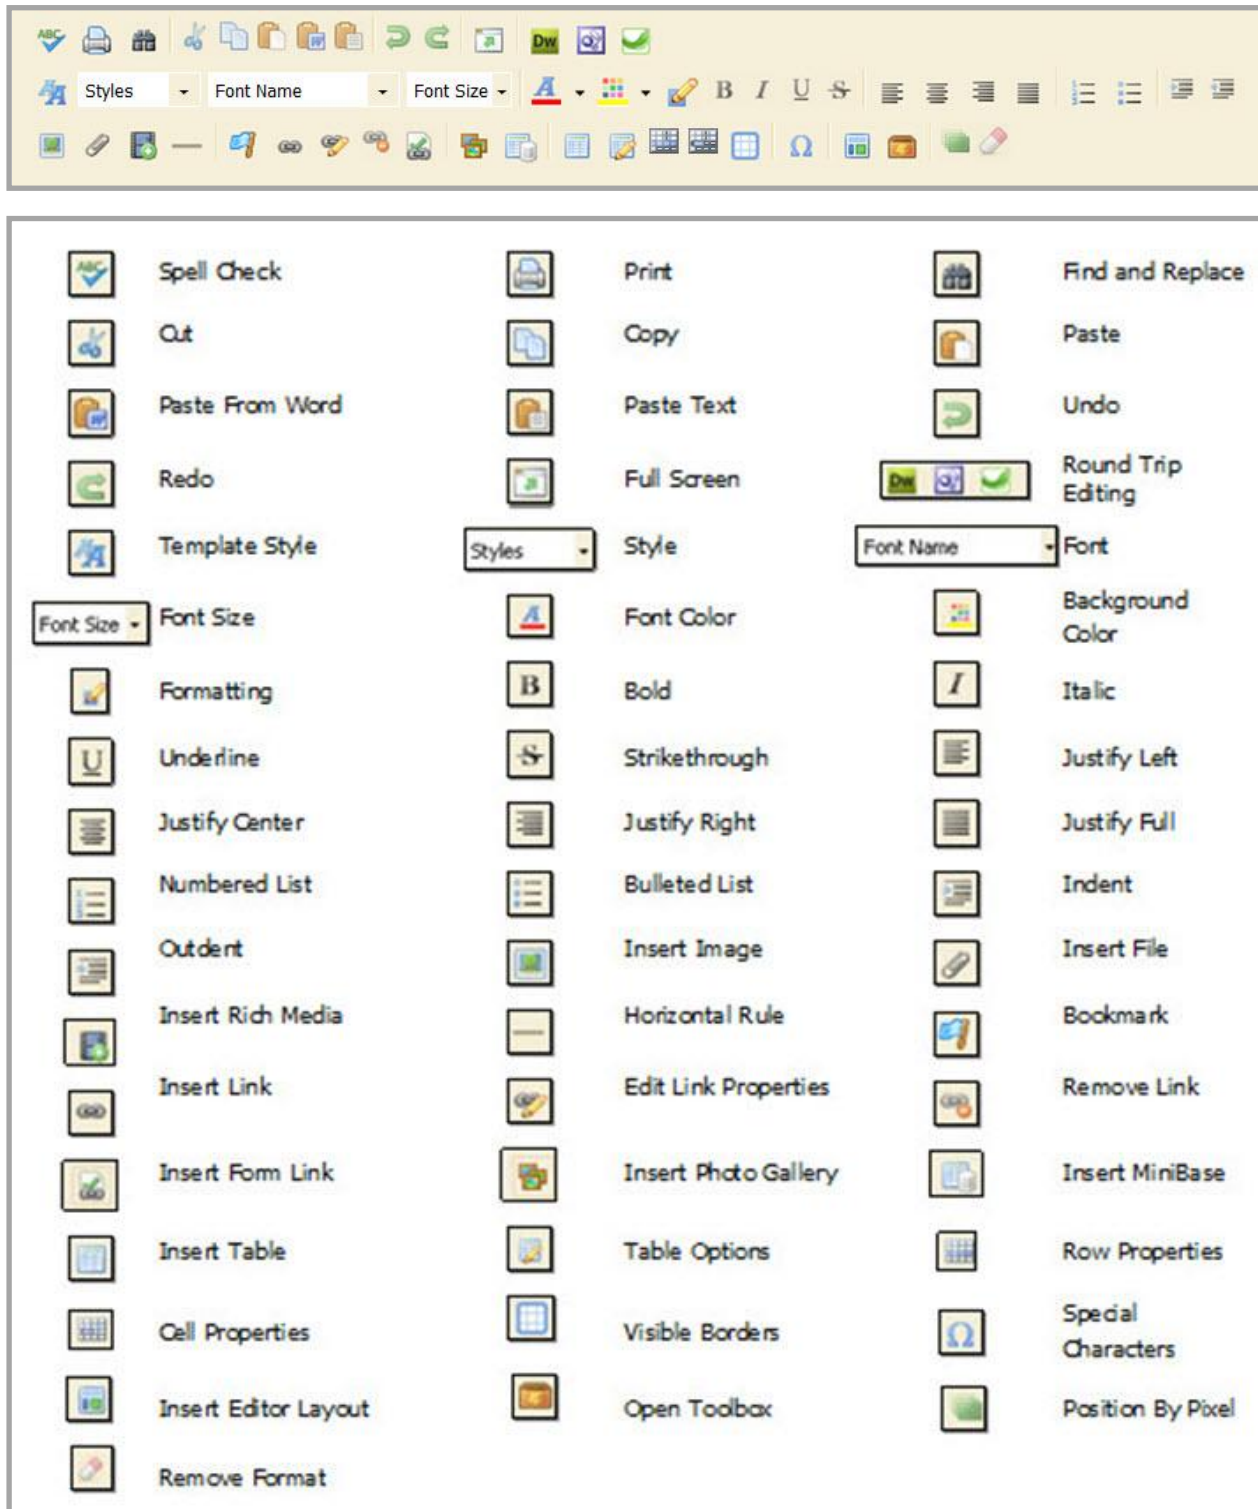 ABC
Dw
Styles Font Name Font Size A B I U S
Ω
Spell Check Print Find and Replace
Cut Copy Paste
Paste From Word Paste Text Undo
Redo Full Screen Dw Round Trip
Editing
Template Style Styles Style Font Name Font
Font Size Font Size A Font Color Background
Color
Formatting B Bold I Italic
U Underline S Strikethrough Justify Left
Justify Center Justify Right Justify Full
Numbered List Bulleted List Indent
Outdent Insert Image Insert File
Insert Rich Media Horizontal Rule Bookmark
Insert Link Edit Link Properties Remove Link
Insert Form Link Insert Photo Gallery Insert MiniBase
Insert Table Table Options Row Properties
Cell Properties Visible Borders Ω Special
Characters
Insert Editor Layout Open Toolbox Position By Pixel
Remove Format